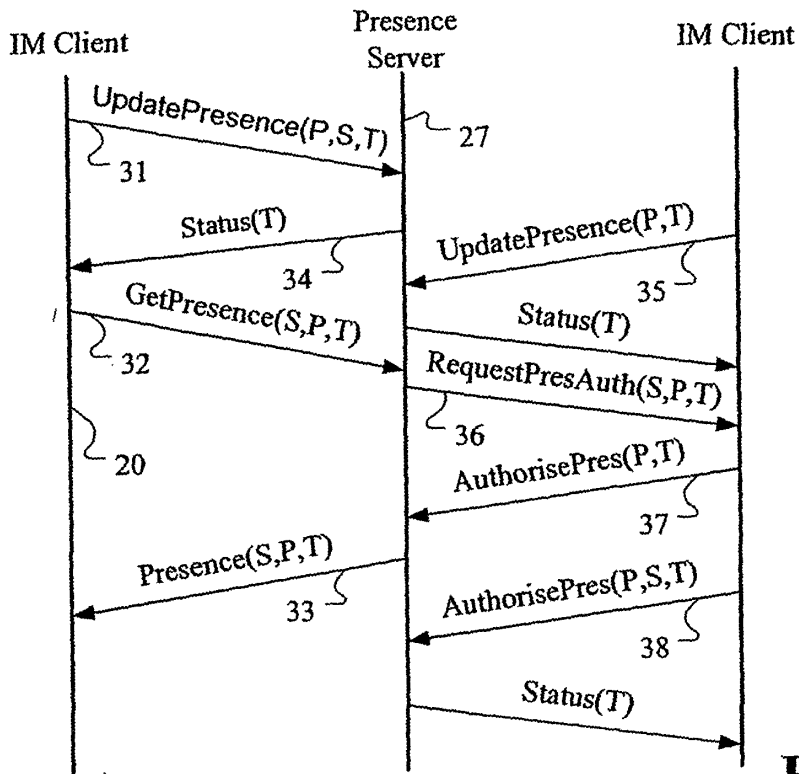 IM Client
Presence
Server
IM Client
UpdatePresence(P,S,T)
27
31
Status(T)
UpdatePresence(P,T)
34
35
GetPresence(S,P,T)
Status(T)
32
RequestPresAuth(S,P,T)
36
20
AuthorisePres(P,T)
37
Presence(S,P,T)
33
AuthorisePres(P,S,T)
38
Status(T)